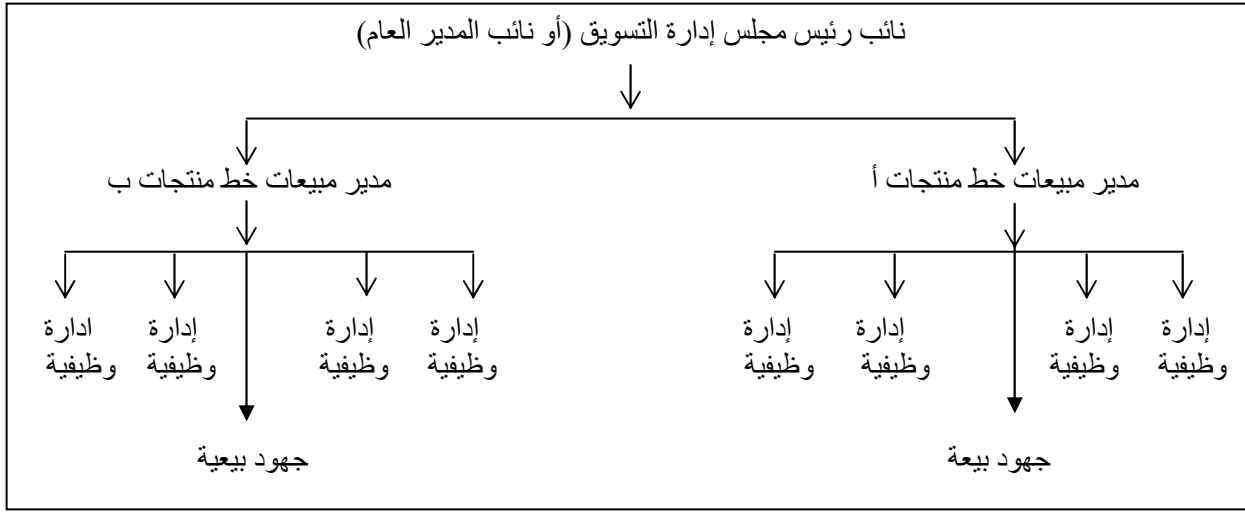 نائب رئيس مجلس إدارة التسويق (أو نائب المدير العام)
مدير مبيعات خط منتجات أ
مدير مبيعات خط منتجات ب
إدارة وظيفية
إدارة وظيفية
إدارة وظيفية
إدارة وظيفية
إدارة وظيفية
إدارة وظيفية
إدارة وظيفية
ادارة وظيفية
جهود بيعة
جهود بيعية